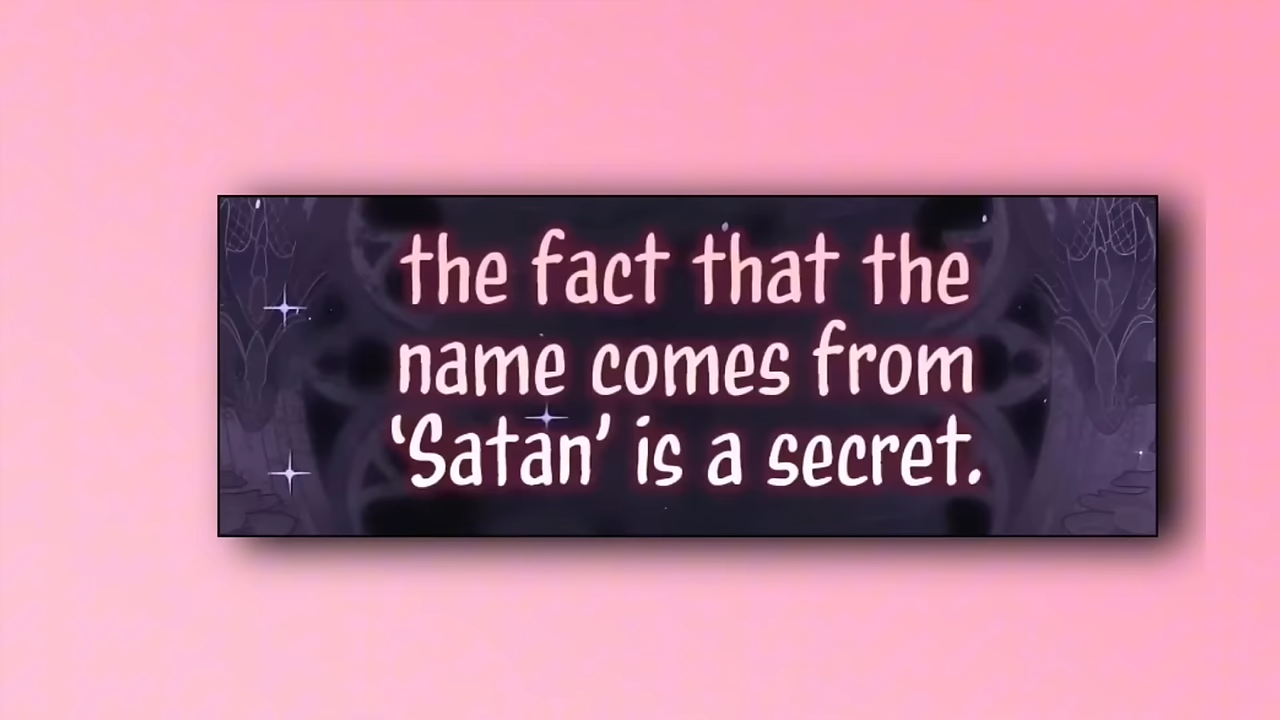 the fact that the
name comes from
‘Satan’ is a secret.